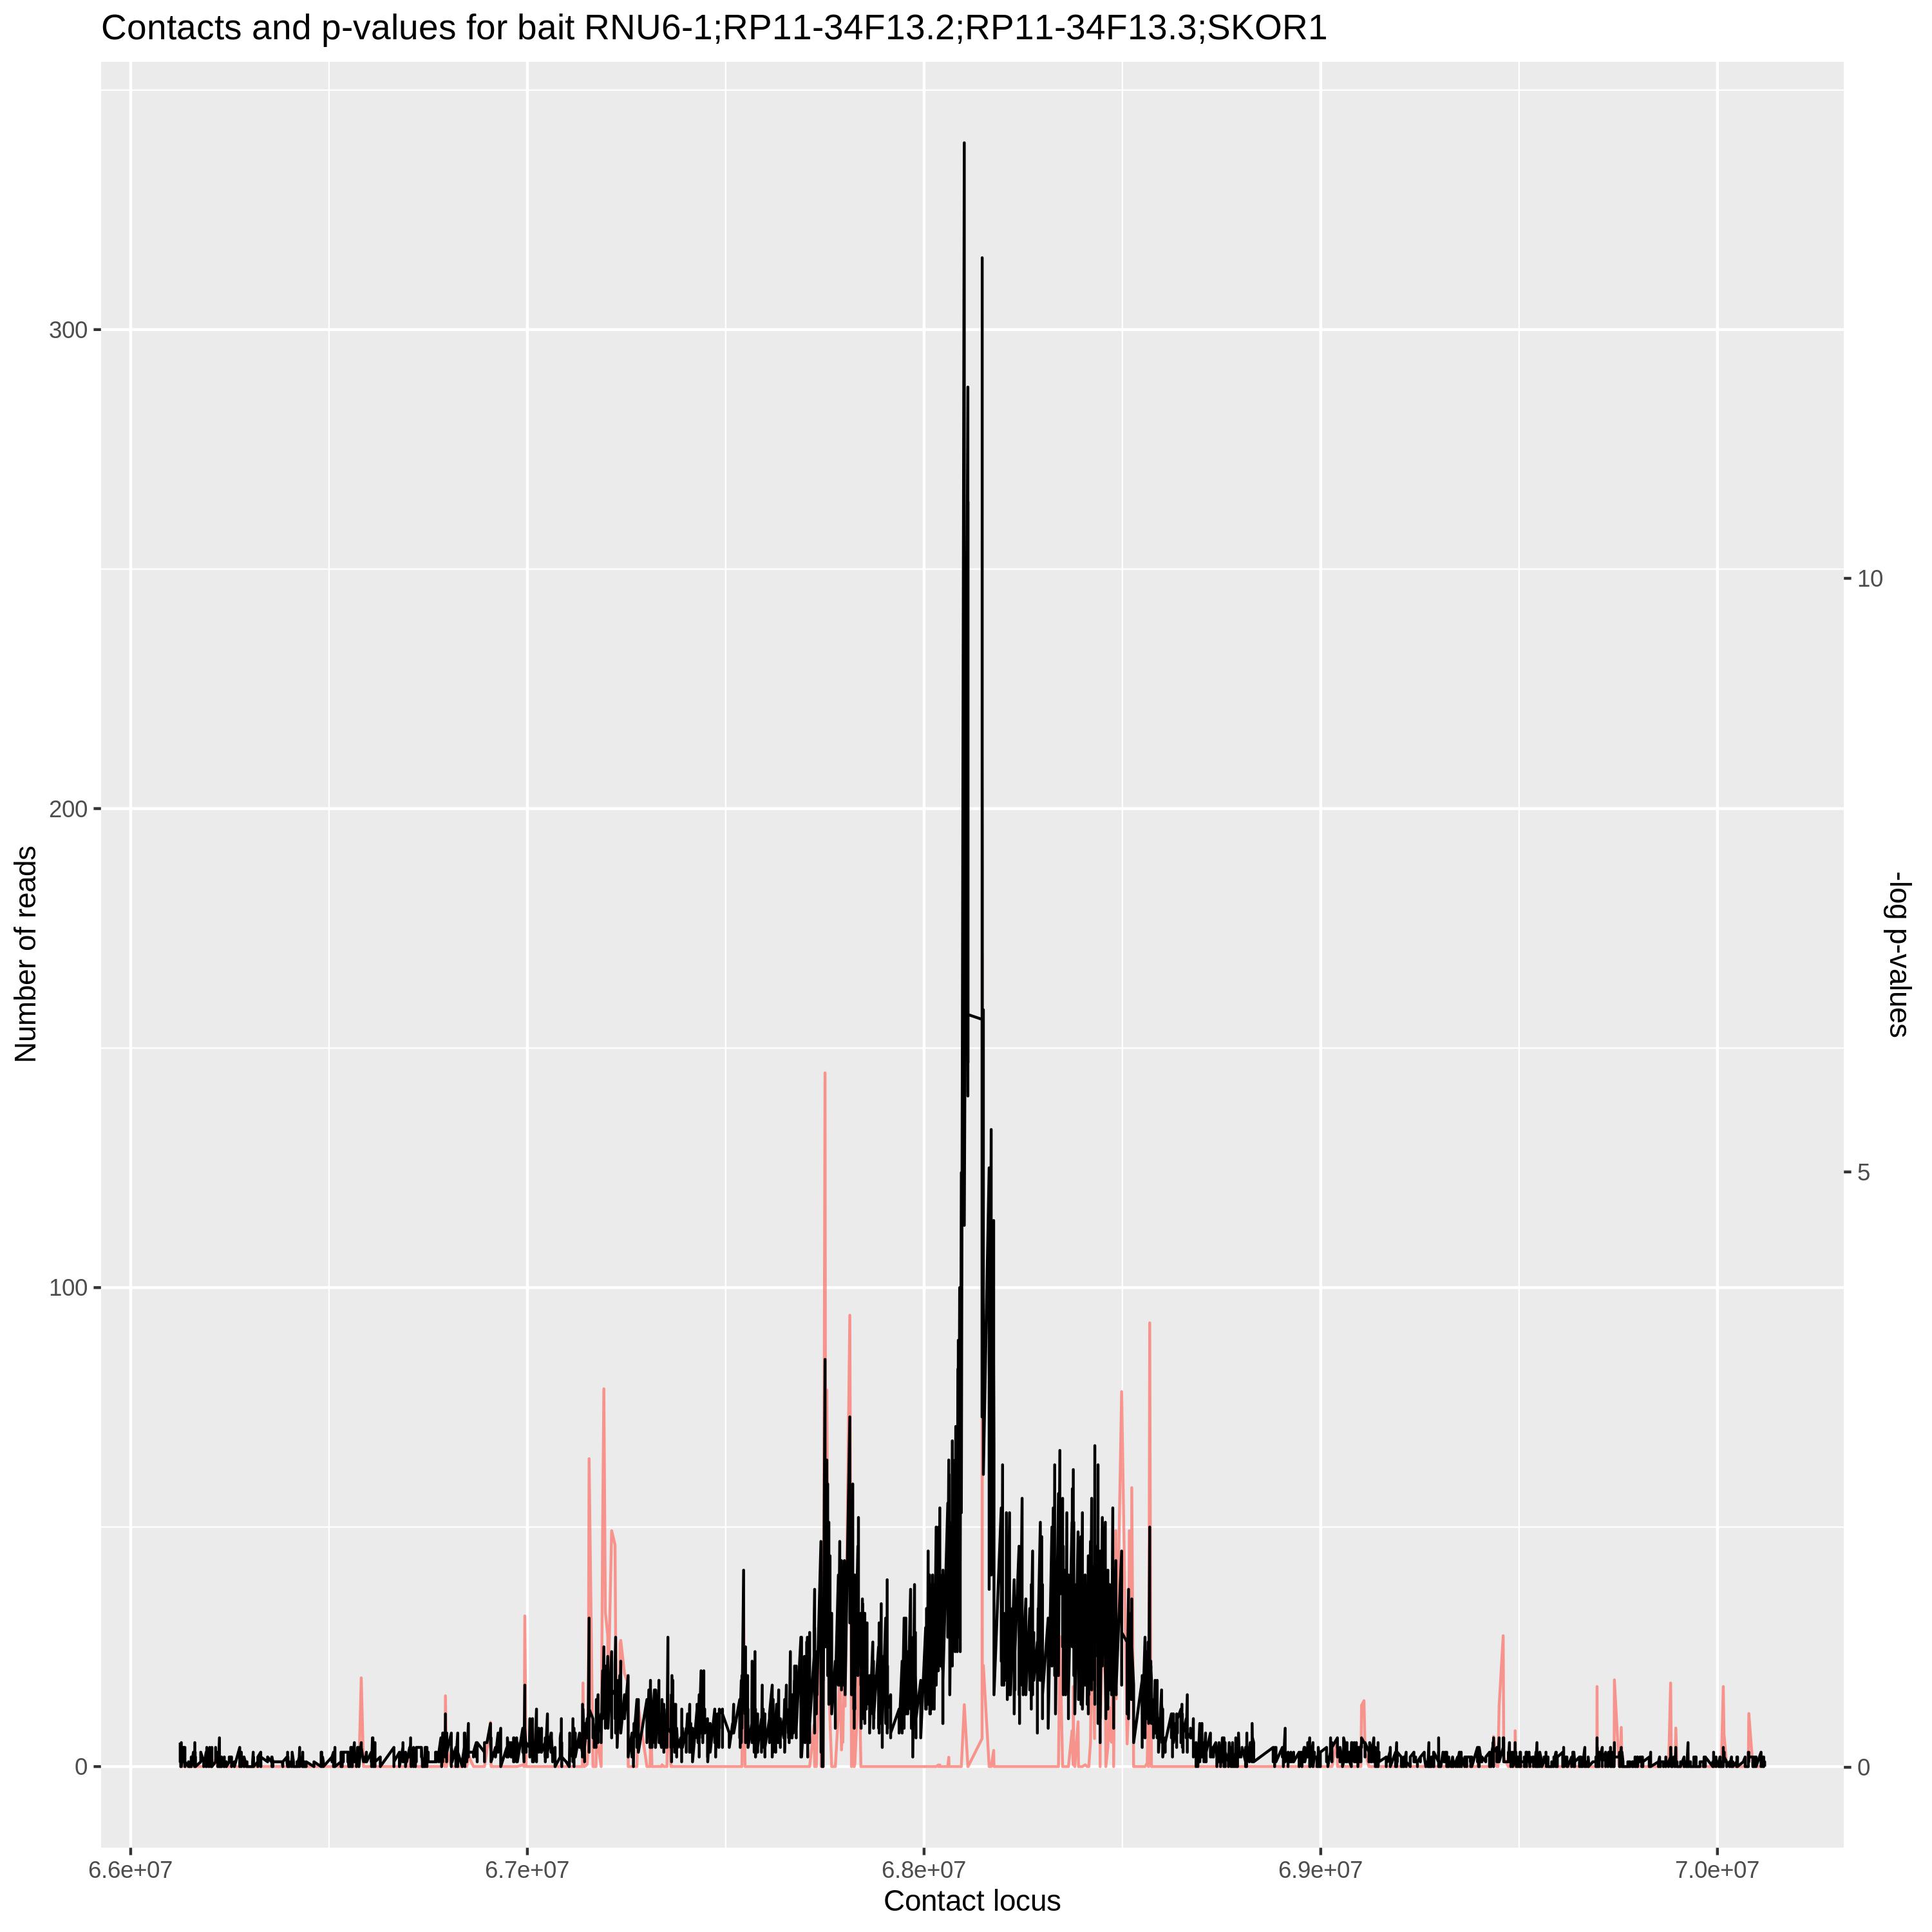 Contacts and p-values for bait RNU6-1;RP11-34F13.2;RP11-34F13.3;SKOR1
300
200
100
0
Number of reads
10
5
0
-log p-values
6.6e+07
6.7e+07
6.8e+07
6.9e+07
7.0e+07
Contact locus